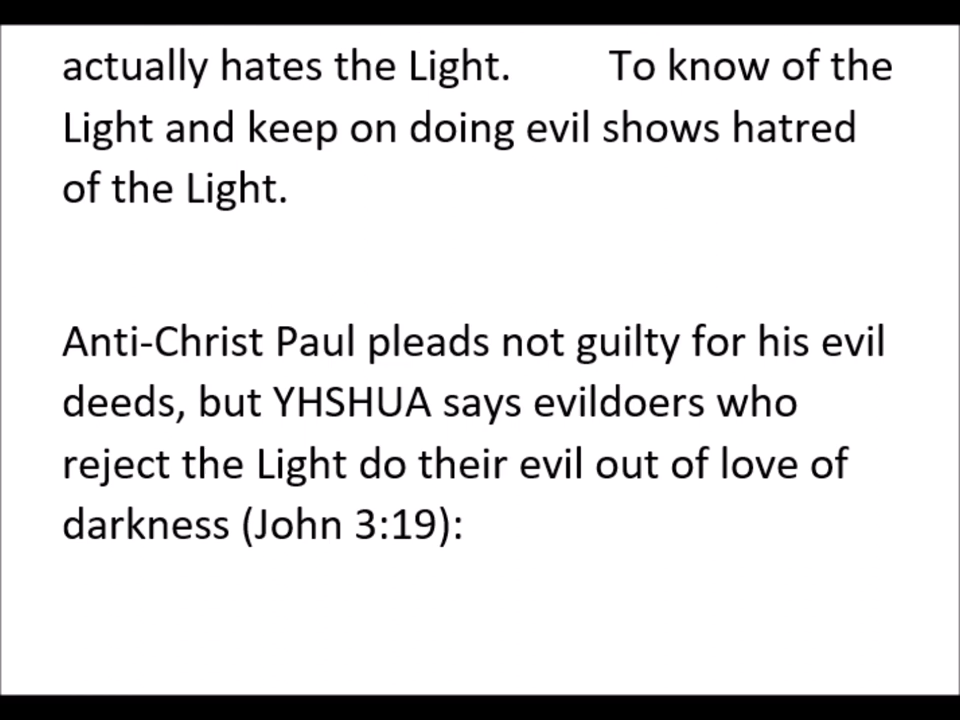 actually hates the Light. To know of the
Light and keep on doing evil shows hatred
of the Light.
Anti-Christ Paul pleads not guilty for his evil
deeds, but YHSHUA says evildoers who
reject the Light do their evil out of love of
darkness (John 3:19):